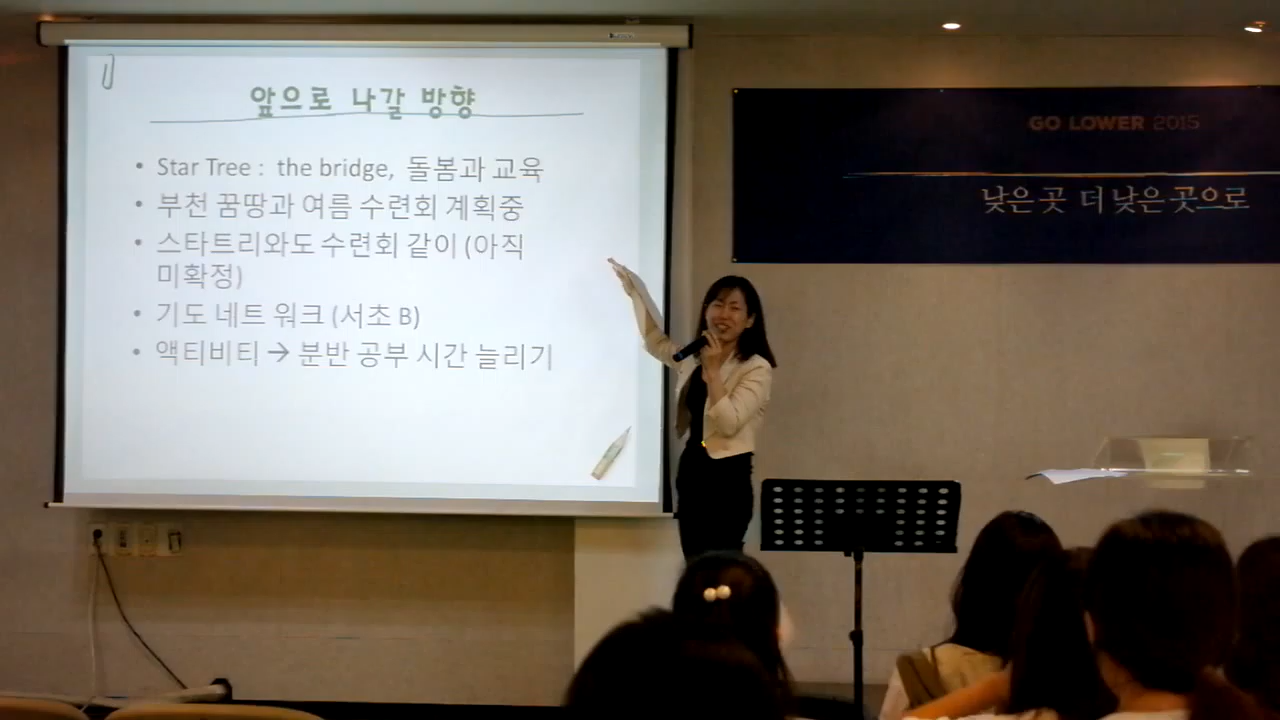 앞으로 나갈 방향
• Star Tree : the bridge, 돌봄과 교육
• 부천 꿈땅과 여름 수련회 계획중
• 스타트리와도 수련회 같이 (아직
미확정)
• 기도 네트 워크 (서초 B)
• 액티비티 → 분반 공부 시간 늘리기
GO LOWER 2015
낮은 곳 더 낮은 곳으로